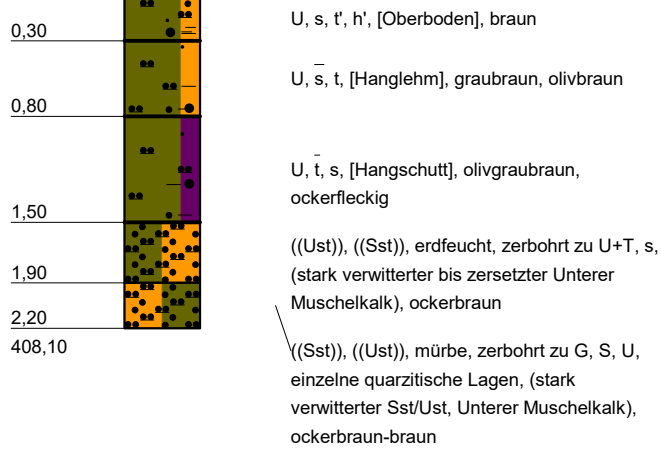 U, s, t', h', [Oberboden], braun
0,30
U, s̅, t, [Hanglehm], graubraun, olivbraun
0,80
U, t̅, s, [Hangschutt], olivgraubraun,
ockerfleckig
1,50
((Ust)), ((Sst)), erdfeucht, zerbohrt zu U+T, s,
(stark verwitterter bis zersetzter Unterer
Muschelkalk), ockerbraun
1,90
2,20
408,10
((Sst)), ((Ust)), mürbe, zerbohrt zu G, S, U,
einzelne quarzitische Lagen, (stark
verwitterter Sst/Ust, Unterer Muschelkalk),
ockerbraun-braun